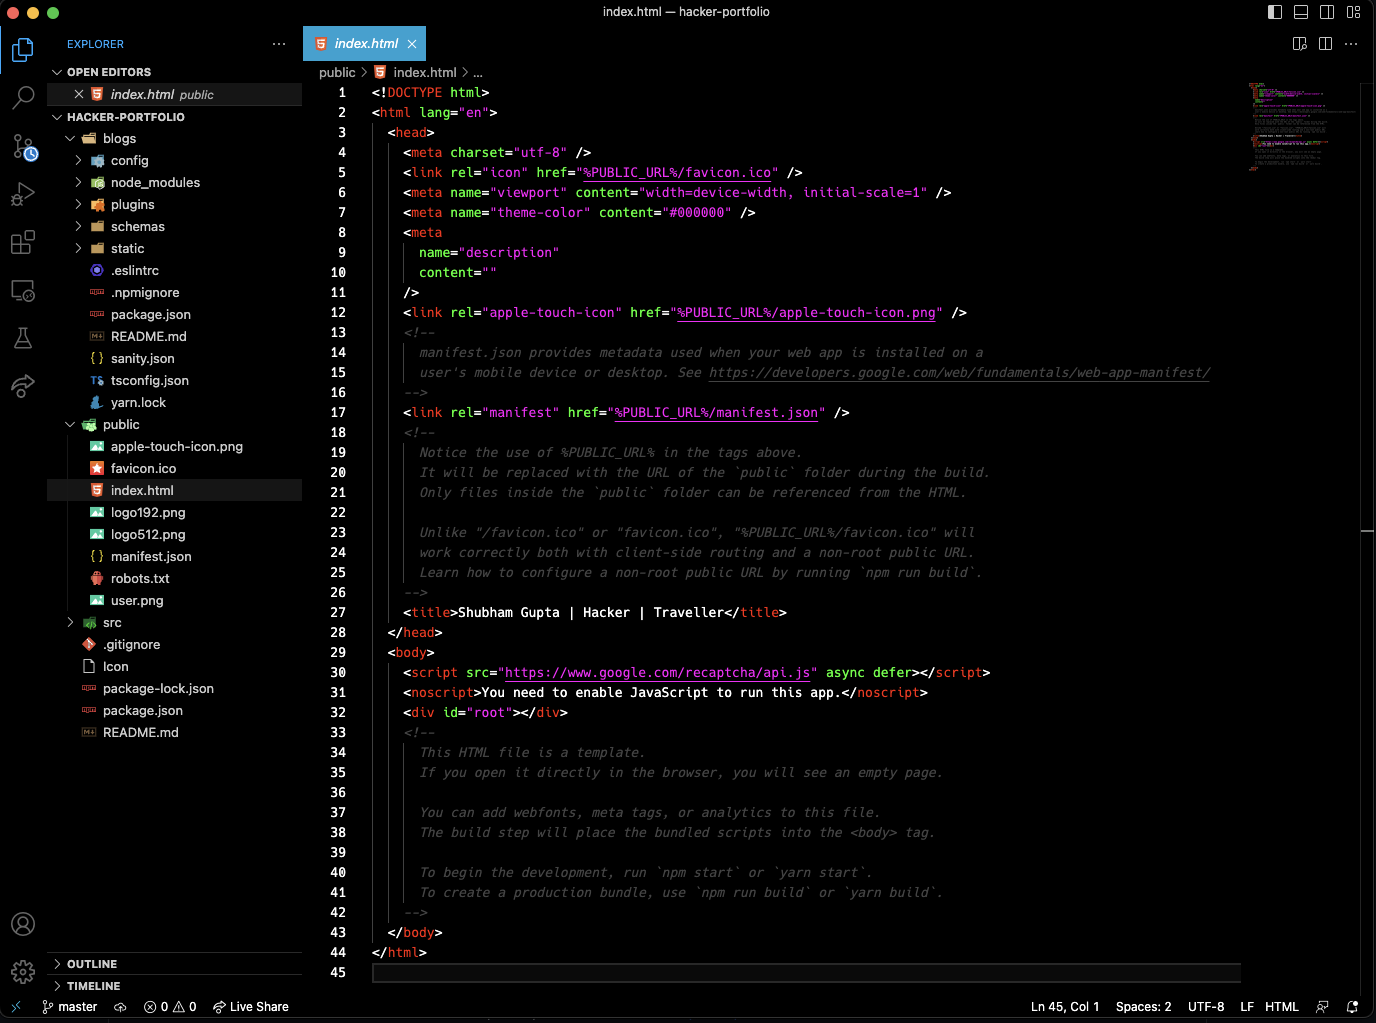 index.html — hacker-portfolio
EXPLORER
OPEN EDITORS
index.html public
HACKER-PORTFOLIO
blogs
config
node_modules
plugins
schemas
static
.eslintrc
.npmignore
package.json
README.md
{ } sanity.json
TS tsconfig.json
yarn.lock
public
apple-touch-icon.png
favicon.ico
index.html
logo192.png
logo512.png
{ } manifest.json
robots.txt
user.png
src
.gitignore
Icon
package-lock.json
package.json
README.md
OUTLINE
TIMELINE
index.html
public > index.html > ...
1 <!DOCTYPE html>
2 <html lang="en">
3 <head>
4 <meta charset="utf-8" />
5 <link rel="icon" href="%PUBLIC_URL%/favicon.ico" />
6 <meta name="viewport" content="width=device-width, initial-scale=1" />
7 <meta name="theme-color" content="#000000" />
8 <meta
9 name="description"
10 content=""
11 />
12 <link rel="apple-touch-icon" href="%PUBLIC_URL%/apple-touch-icon.png" />
13 <!--
14 manifest.json provides metadata used when your web app is installed on a
15 user's mobile device or desktop. See https://developers.google.com/web/fundamentals/web-app-manifest/
16 -->
17 <link rel="manifest" href="%PUBLIC_URL%/manifest.json" />
18 <!--
19 Notice the use of %PUBLIC_URL% in the tags above.
20 It will be replaced with the URL of the `public` folder during the build.
21 Only files inside the `public` folder can be referenced from the HTML.
22
23 Unlike "/favicon.ico" or "favicon.ico", "%PUBLIC_URL%/favicon.ico" will
24 work correctly both with client-side routing and a non-root public URL.
25 Learn how to configure a non-root public URL by running `npm run build`.
26 -->
27 <title>Shubham Gupta | Hacker | Traveller</title>
28 </head>
29 <body>
30 <script src="https://www.google.com/recaptcha/api.js" async defer></script>
31 <noscript>You need to enable JavaScript to run this app.</noscript>
32 <div id="root"></div>
33 <!--
34 This HTML file is a template.
35 If you open it directly in the browser, you will see an empty page.
36
37 You can add webfonts, meta tags, or analytics to this file.
38 The build step will place the bundled scripts into the <body> tag.
39
40 To begin the development, run `npm start` or `yarn start`.
41 To create a production bundle, use `npm run build` or `yarn build`.
42 -->
43 </body>
44 </html>
45
master 0 0 Live Share Ln 45, Col 1 Spaces: 2 UTF-8 LF HTML